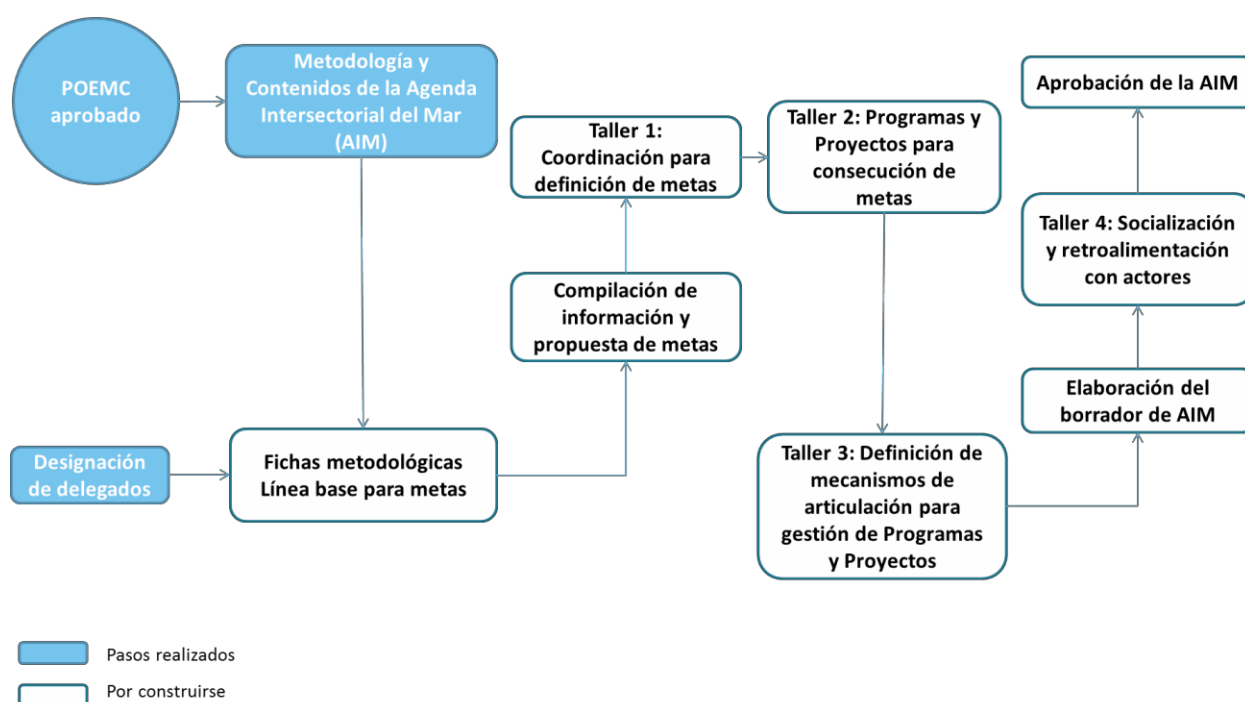 POEMC
aprobado
Metodología y
Contenidos de la Agenda
Intersectorial del Mar
(AIM)
Designación
de delegados
Fichas metodológicas
Línea base para metas
Compilación de
información y
propuesta de metas
Taller 1:
Coordinación para
definición de metas
Taller 2: Programas y
Proyectos para
consecución de
metas
Taller 3: Definición de
mecanismos de
articulación para
gestión de Programas
y Proyectos
Elaboración del
borrador de AIM
Taller 4: Socialización
y retroalimentación
con actores
Aprobación de la AIM
Pasos realizados
Por construirse